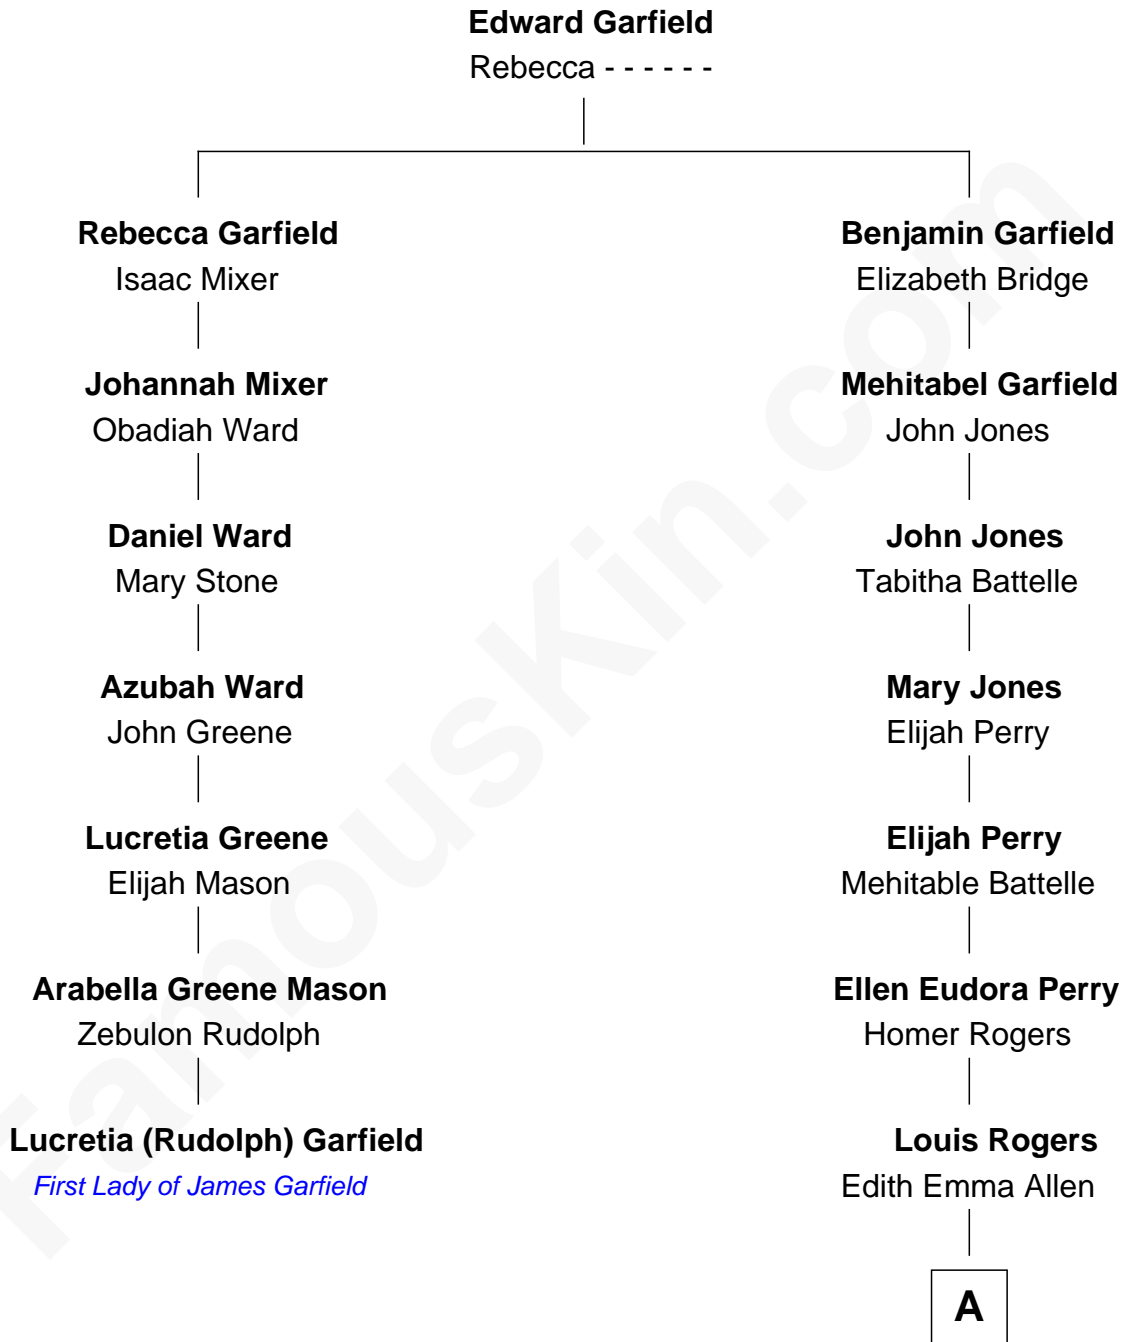 Edward Garfield
Rebecca - - - - - -
Rebecca Garfield
Isaac Mixer
Benjamin Garfield
Elizabeth Bridge
Johannah Mixer
Obadiah Ward
Mehitabel Garfield
John Jones
Daniel Ward
Mary Stone
John Jones
Tabitha Battelle
Azubah Ward
John Greene
Mary Jones
Elijah Perry
Lucretia Greene
Elijah Mason
Elijah Perry
Mehitable Battelle
Arabella Greene Mason
Zebulon Rudolph
Ellen Eudora Perry
Homer Rogers
Lucretia (Rudolph) Garfield
First Lady of James Garfield
Louis Rogers
Edith Emma Allen
A
FamousKin.com